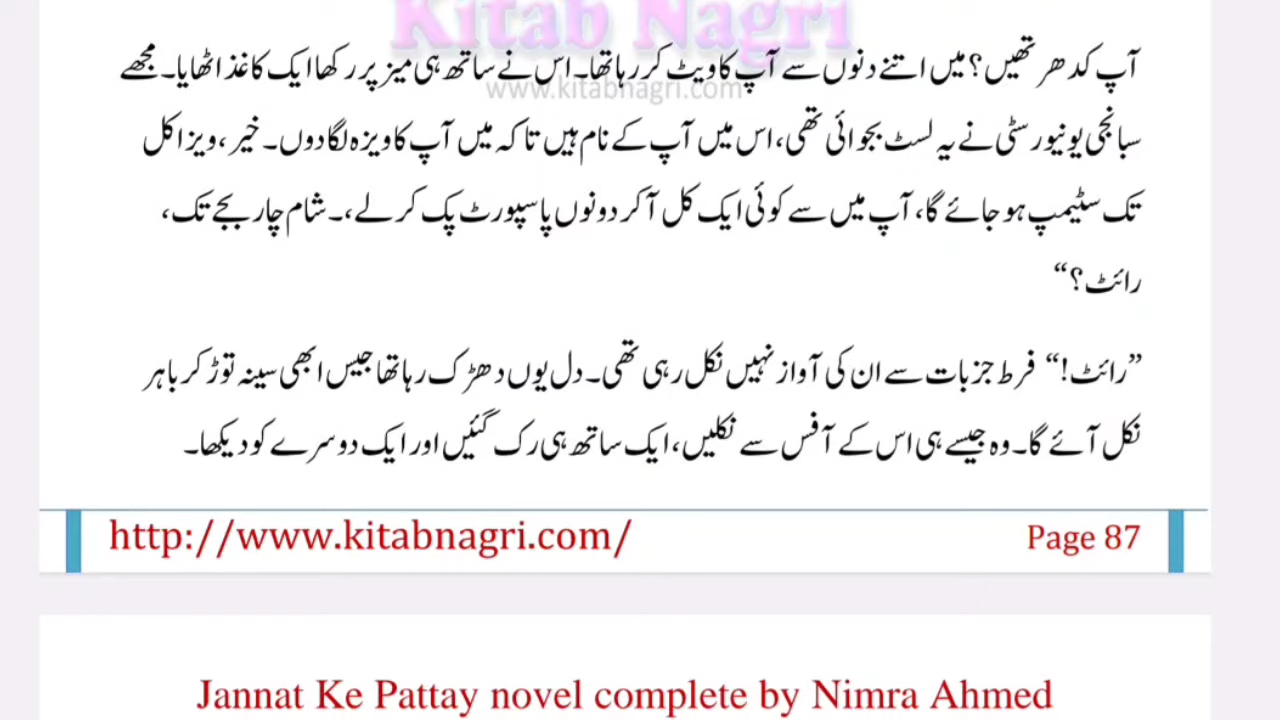 Kitab Nagri
آپ کدھر تھیں؟ میں اتنے دنوں سے آپ کا ویٹ کر رہا تھا۔ اس نے ساتھ ہی میز پر رکھا ایک کاغذ اٹھایا۔ مجھے
www.kitabnagri.com
سبانجی یونیورسٹی نے یہ لسٹ بجوائی تھی، اس میں آپ کے نام ہیں تاکہ میں آپ کا ویزہ لگا دوں۔ خیر، ویزا کل
تک سٹیمپ ہو جائے گا، آپ میں سے کوئی ایک کل آ کر دونوں پاسپورٹ پک کر لے،۔ شام چار بجے تک،
رائٹ؟“
”رائٹ!“ فرط جزبات سے ان کی آواز نہیں نکل رہی تھی۔ دل یوں دھڑک رہا تھا جیس ابھی سینہ توڑ کر باہر
نکل آئے گا۔ وہ جیسے ہی اس کے آفس سے نکلیں، ایک ساتھ ہی رک گئیں اور ایک دوسرے کو دیکھا۔
http://www.kitabnagri.com/ Page 87
Jannat Ke Pattay novel complete by Nimra Ahmed